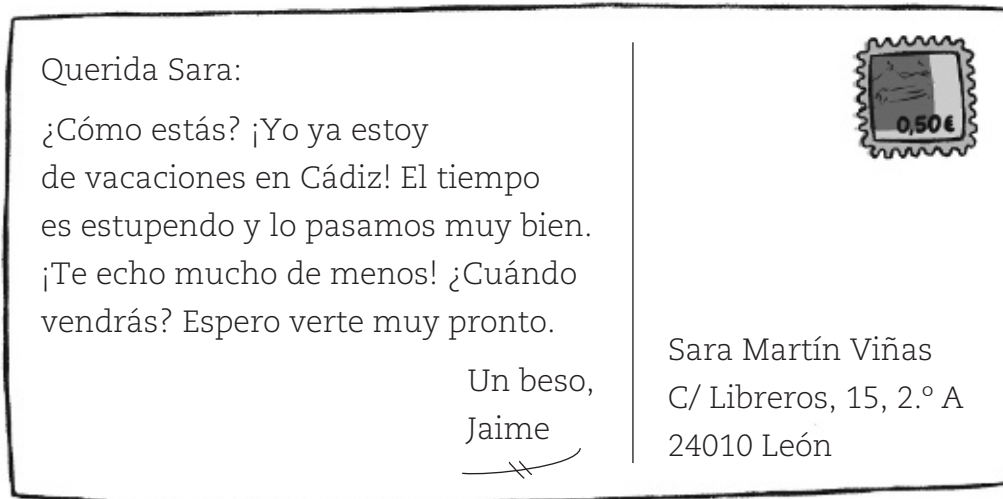 Querida Sara:
¿Cómo estás? ¡Yo ya estoy
de vacaciones en Cádiz! El tiempo
es estupendo y lo pasamos muy bien.
¡Te echo mucho de menos! ¿Cuándo
vendrás? Espero verte muy pronto.
Un beso,
Jaime
0,50 €
Sara Martín Viñas
C/ Libreros, 15, 2.º A
24010 León